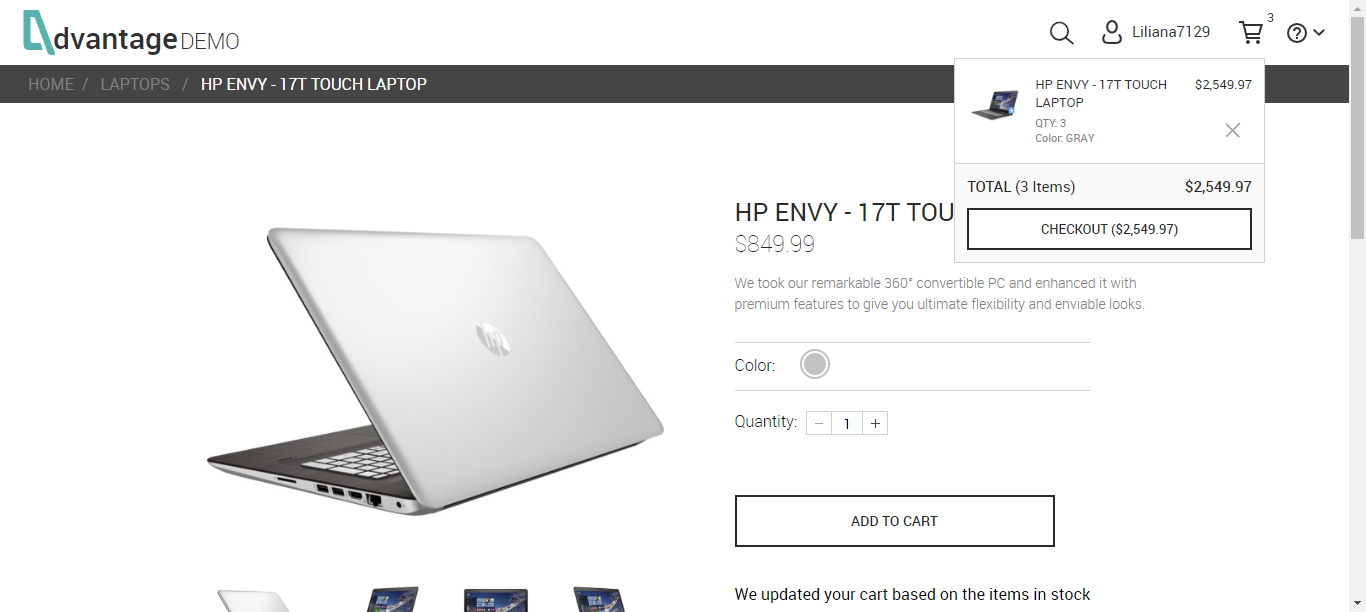 Advantage DEMO
Liliana7129
3
?
HOME / LAPTOPS / HP ENVY - 17T TOUCH LAPTOP
HP ENVY - 17T TOUCH $2,549.97
LAPTOP
QTY: 3
Color: GRAY
TOTAL (3 Items) $2,549.97
CHECKOUT ($2,549.97)
HP ENVY - 17T TOU
$849.99
We took our remarkable 360° convertible PC and enhanced it with
premium features to give you ultimate flexibility and enviable looks.
Color:
Quantity: − 1 +
hp
ADD TO CART
We updated your cart based on the items in stock